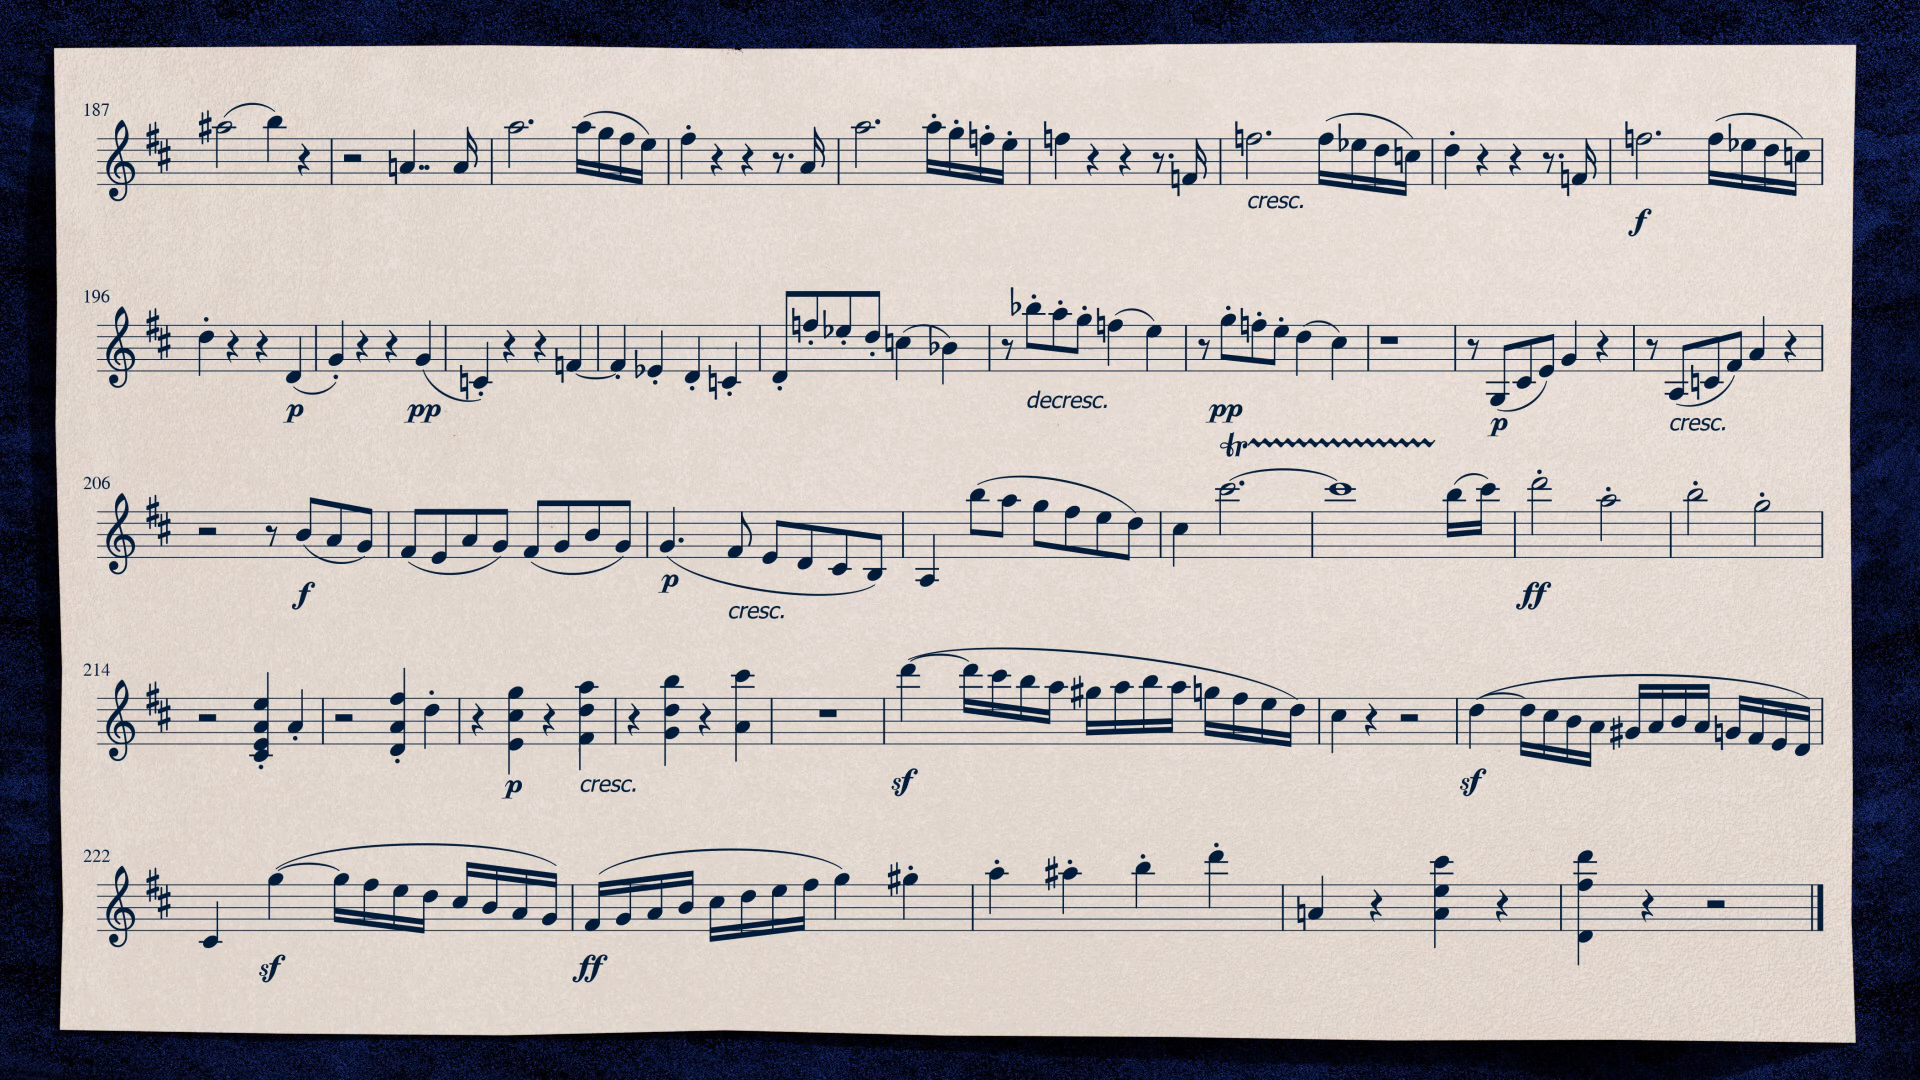 187
cresc.
f
196
p pp decresc. pp p cresc.
tr
206
f p cresc. ff
214
p cresc. sf sf
222
sf ff